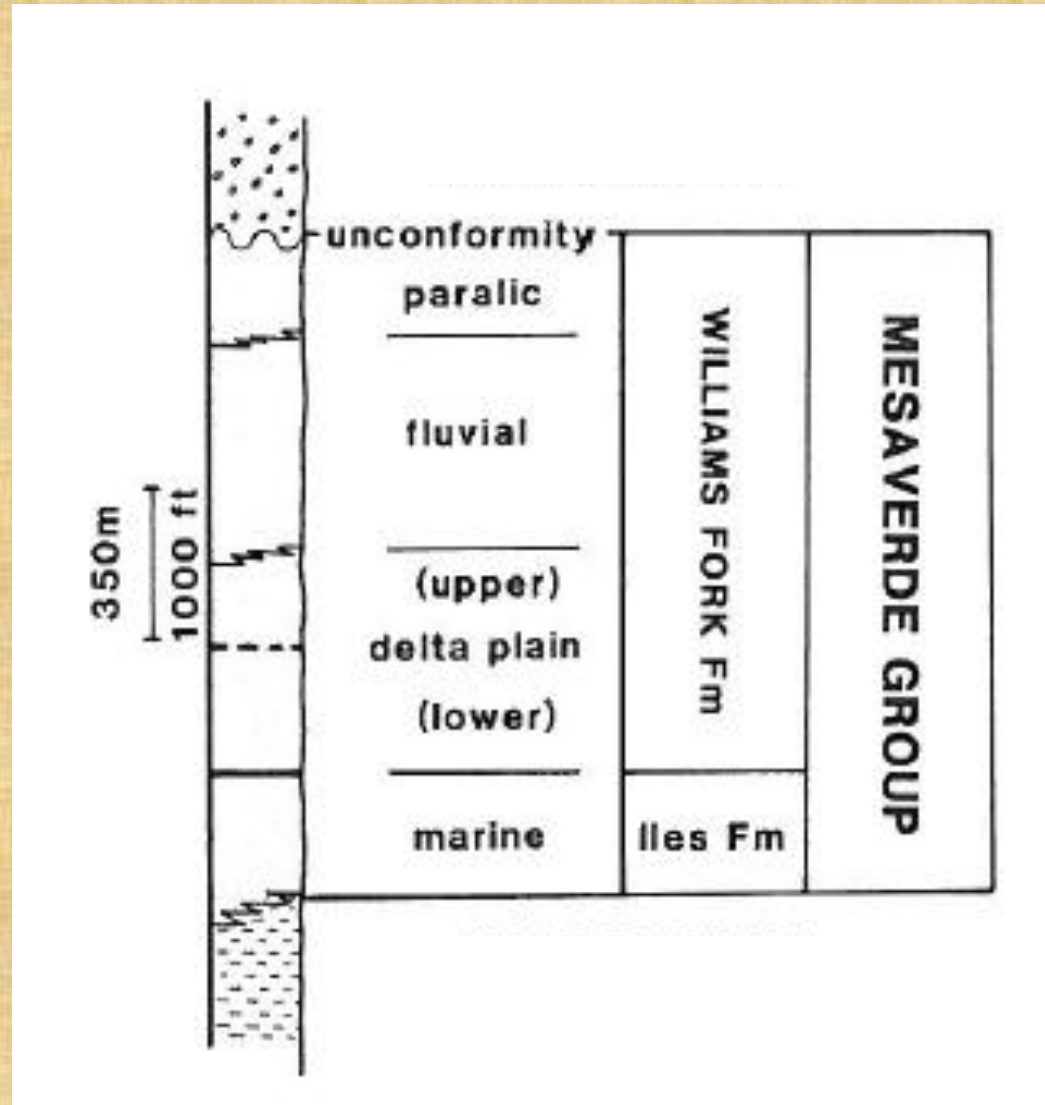 unconformity
paralic
fluvial
(upper)
delta plain
(lower)
marine
350m
1000 ft
WILLIAMS FORK Fm
Iles Fm
MESAVERDE GROUP